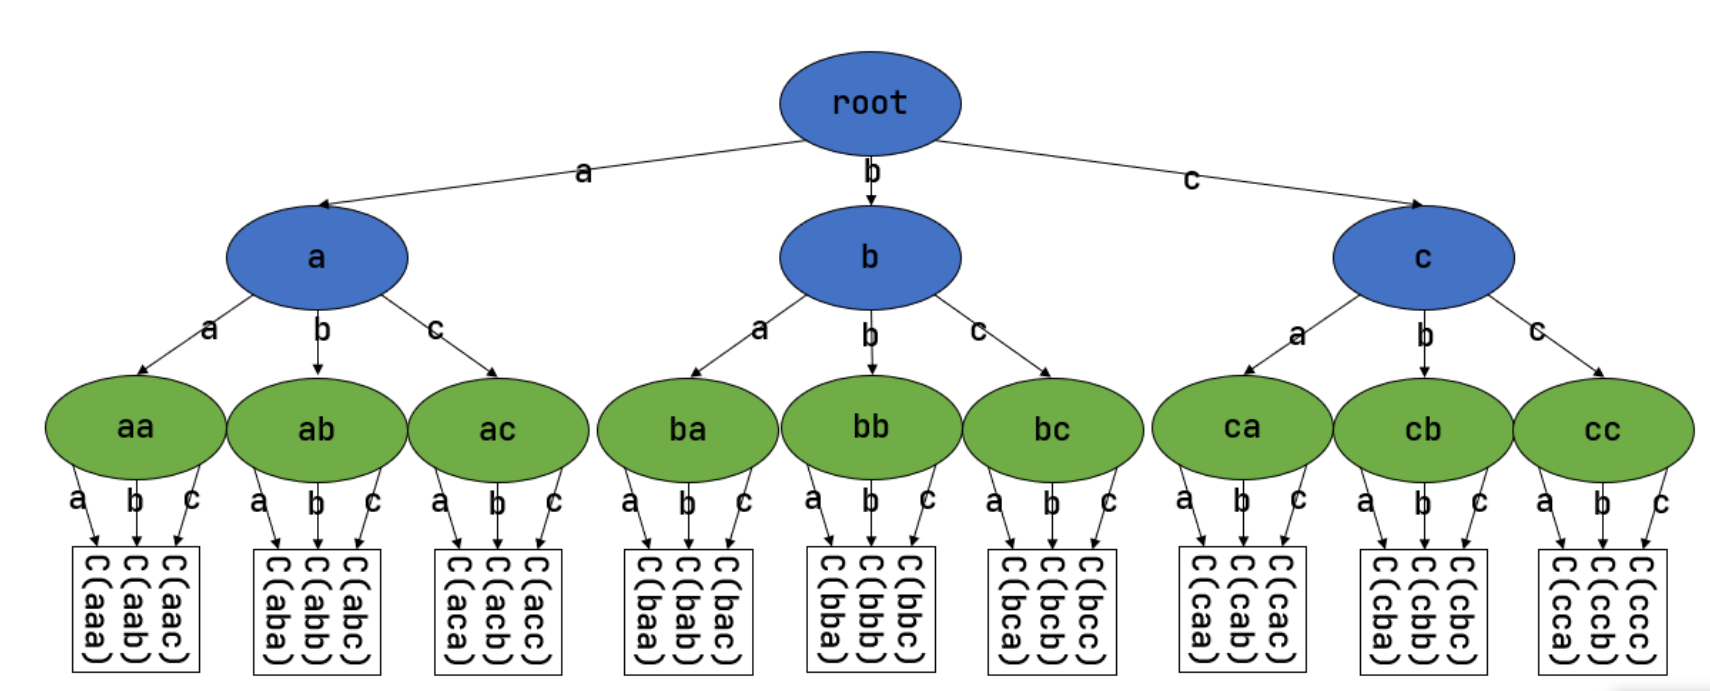 root
a b c
a b c
a b c a b c a b c
aa ab ac ba bb bc ca cb cc
a b c a b c a b c a b c a b c a b c a b c a b c a b c
C(aaa)
C(aab)
C(aac)
C(aba)
C(abb)
C(abc)
C(aca)
C(acb)
C(acc)
C(baa)
C(bab)
C(bac)
C(bba)
C(bbb)
C(bbc)
C(bca)
C(bcb)
C(bcc)
C(caa)
C(cab)
C(cac)
C(cba)
C(cbb)
C(cbc)
C(cca)
C(ccb)
C(ccc)